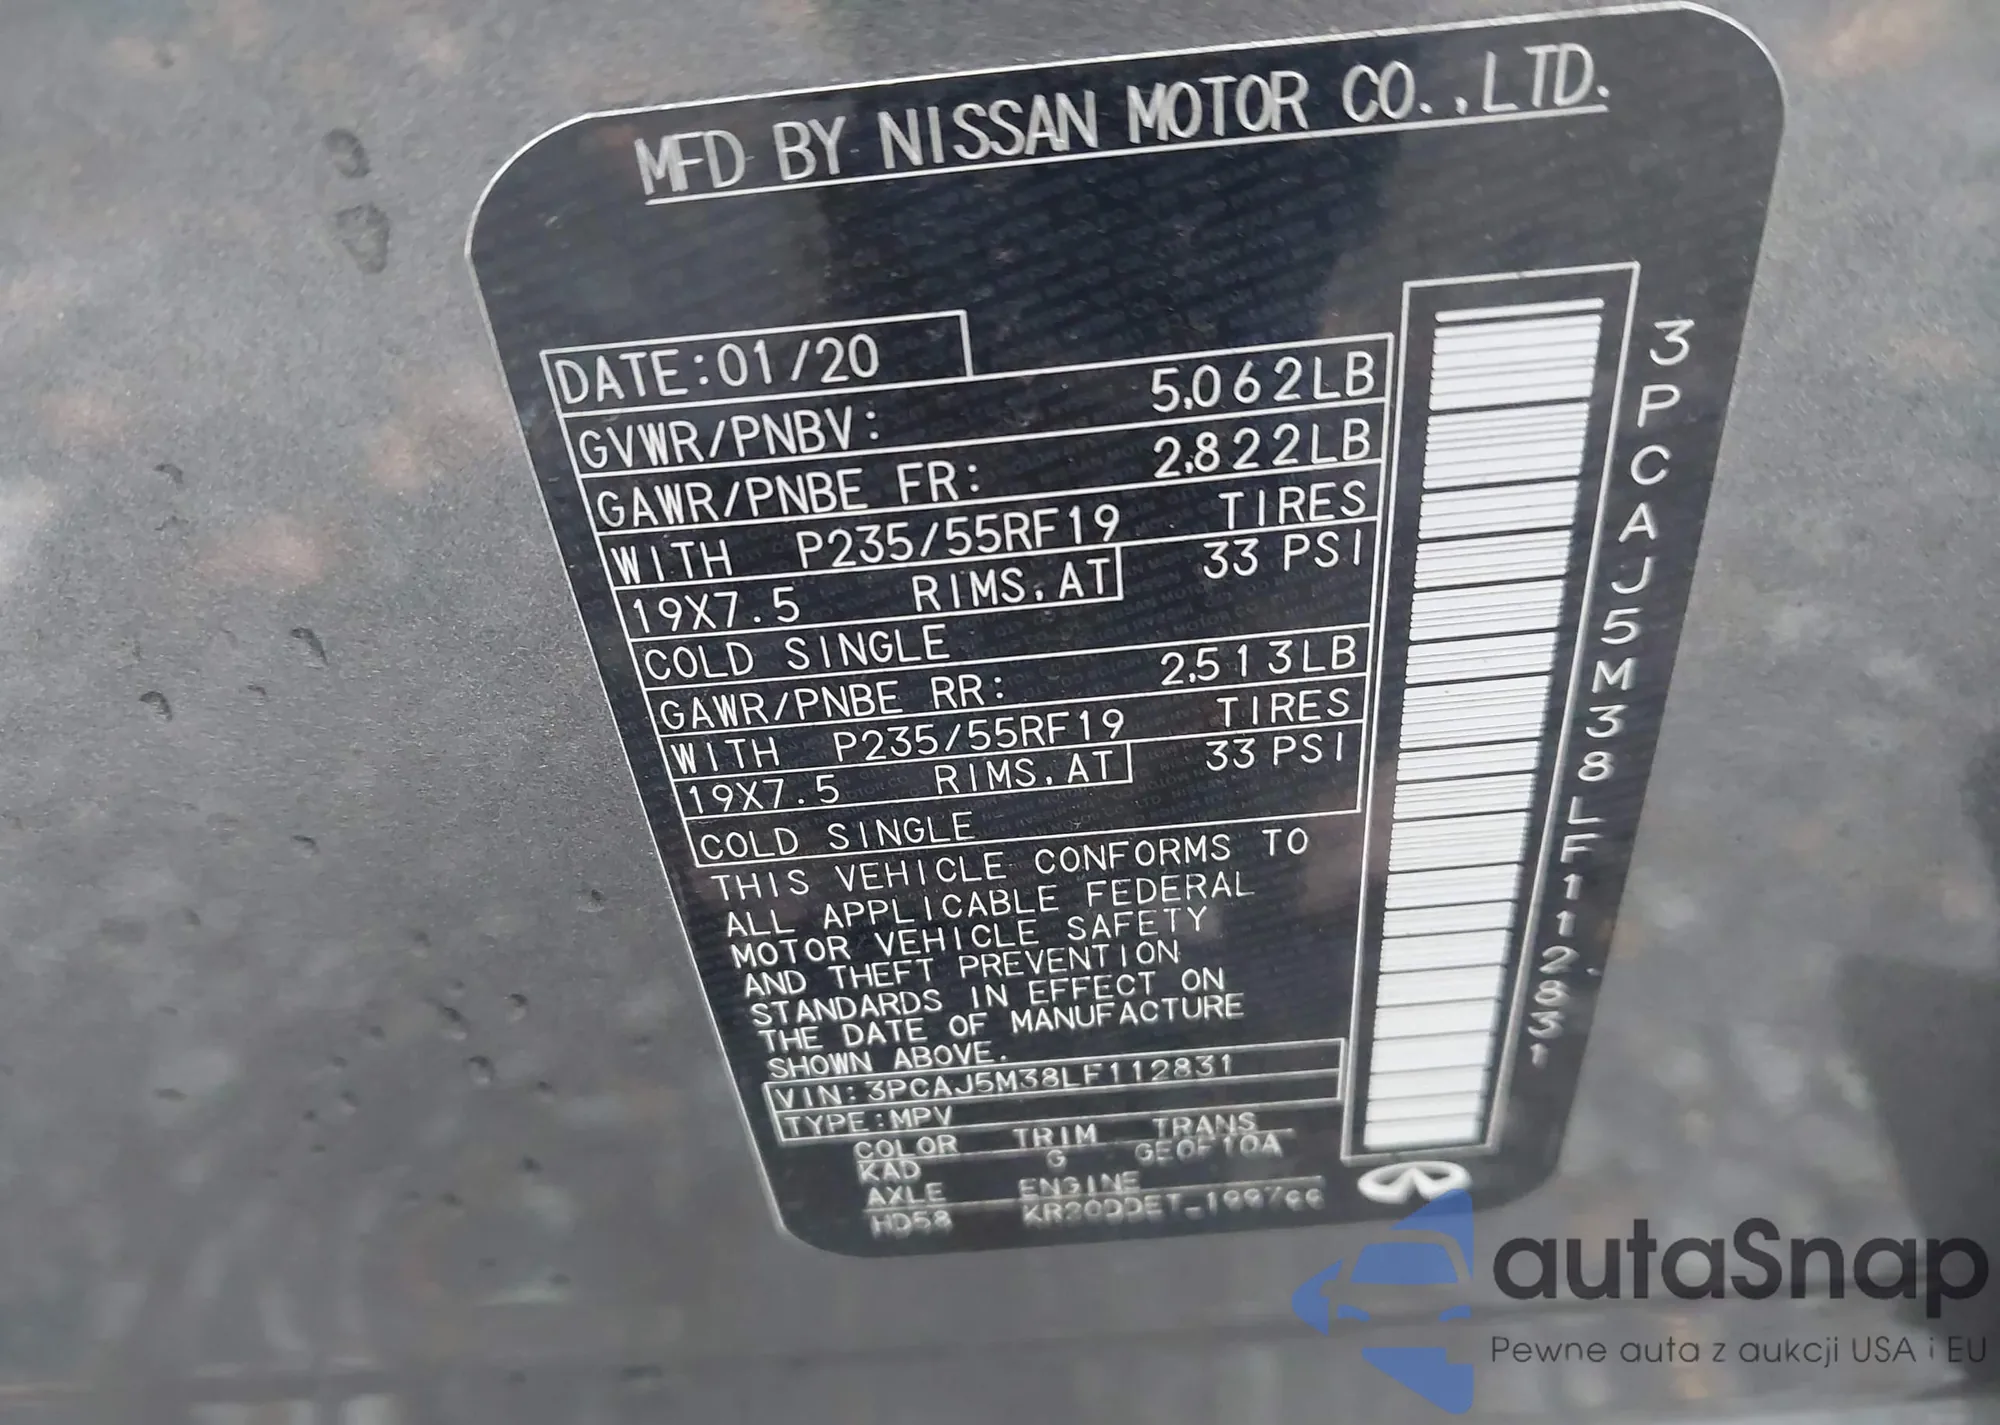 MFD BY NISSAN MOTOR CO.,LTD.
DATE:01/20
GVWR/PNBV: 5,062LB
GAWR/PNBE FR: 2,822LB
WITH P235/55RF19 TIRES
19X7.5 RIMS,AT 33 PSI
COLD SINGLE
GAWR/PNBE RR: 2,513LB
WITH P235/55RF19 TIRES
19X7.5 RIMS,AT 33 PSI
COLD SINGLE
THIS VEHICLE CONFORMS TO
ALL APPLICABLE FEDERAL
MOTOR VEHICLE SAFETY
AND THEFT PREVENTION
STANDARDS IN EFFECT ON
THE DATE OF MANUFACTURE
SHOWN ABOVE.
VIN:3PCAJ5M38LF112831
TYPE:MPV
COLOR TRIM TRANS
KAD G GE0F10A
AXLE ENGINE
HD58 KR20DDET_1997cc
3PCAJ5M38LF112831
autaSnap
Pewne auta z aukcji USA i EU